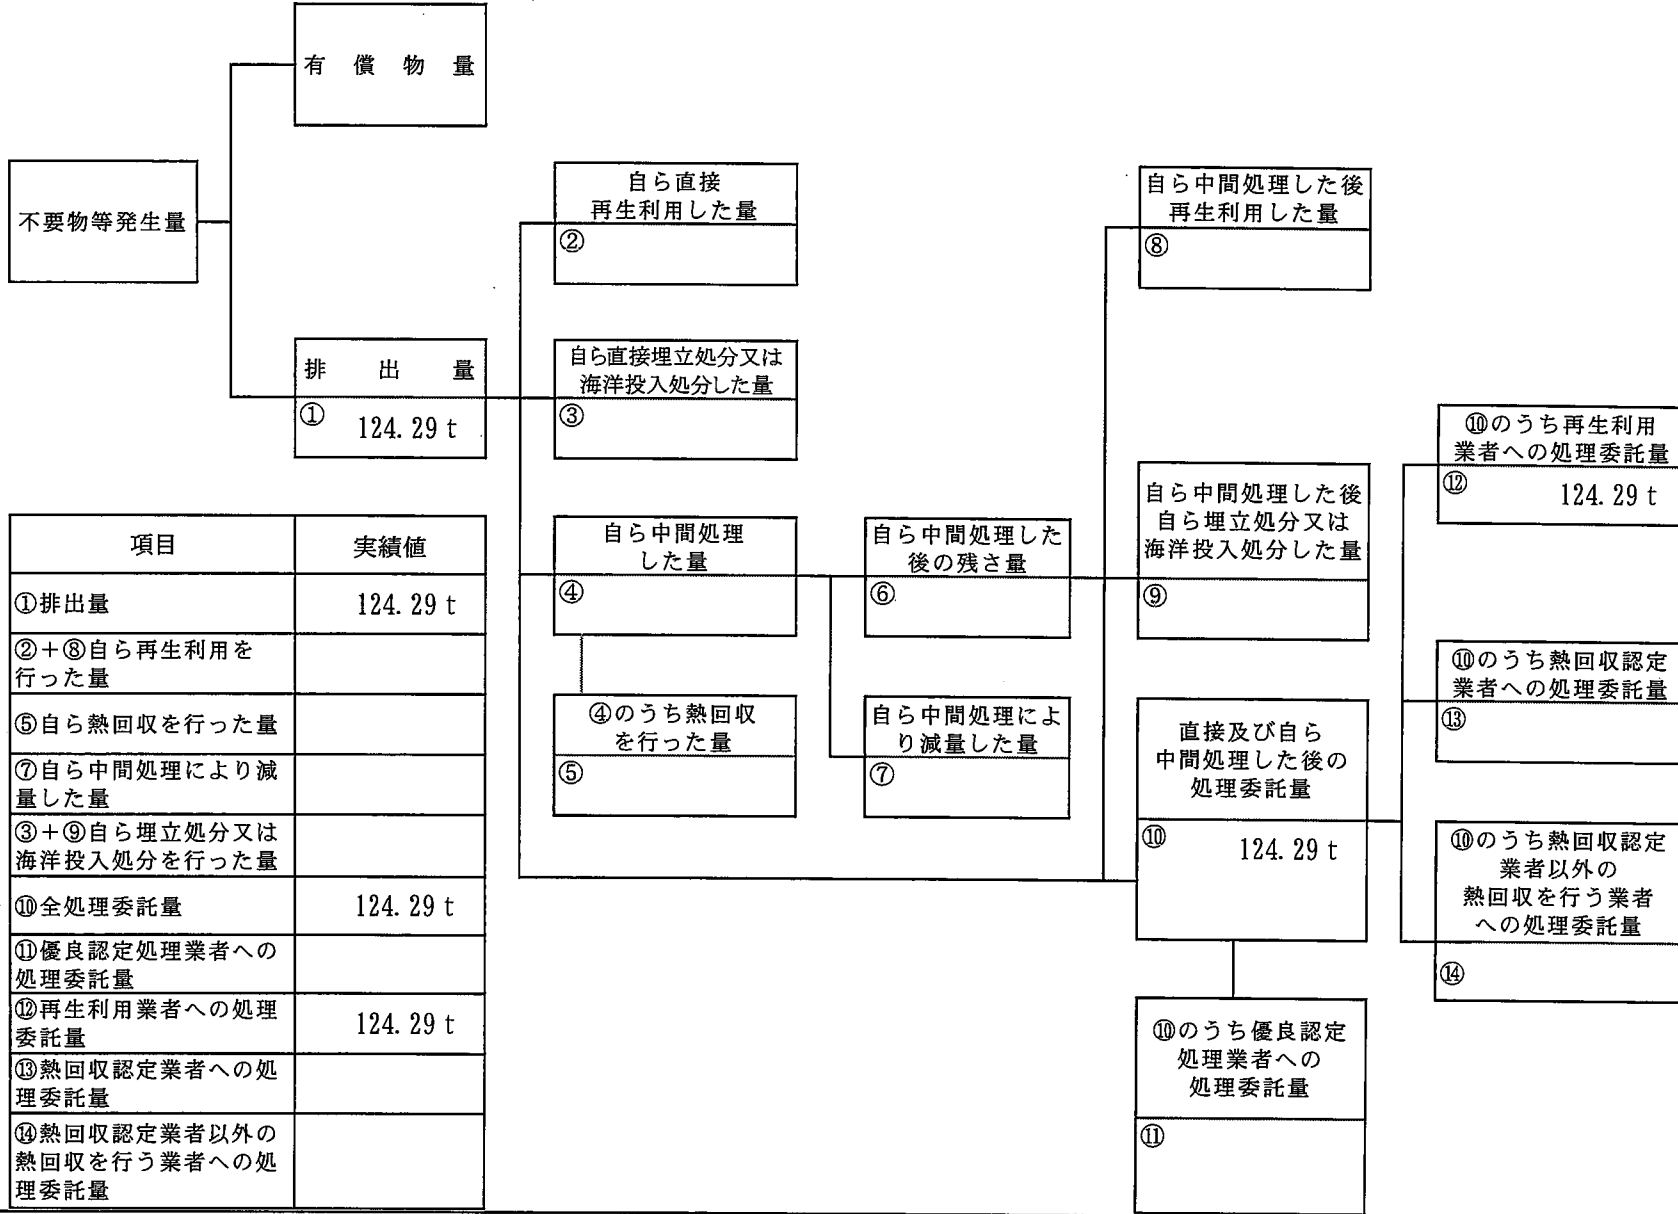 有償物量
不要物等発生量
排出量
① 124.29 t
自ら直接
再生利用した量
②
自ら直接埋立処分又は
海洋投入処分した量
③
自ら中間処理
した量
④
④のうち熱回収
を行った量
⑤
自ら中間処理した
後の残さ量
⑥
自ら中間処理によ
り減量した量
⑦
自ら中間処理した後
再生利用した量
⑧
自ら中間処理した後
自ら埋立処分又は
海洋投入処分した量
⑨
直接及び自ら
中間処理した後の
処理委託量
⑩ 124.29 t
⑩のうち優良認定
処理業者への
処理委託量
⑪
⑩のうち再生利用
業者への処理委託量
⑫ 124.29 t
⑩のうち熱回収認定
業者への処理委託量
⑬
⑩のうち熱回収認定
業者以外の
熱回収を行う業者
への処理委託量
⑭
項目 実績値
①排出量 124.29 t
②+⑧自ら再生利用を
行った量
⑤自ら熱回収を行った量
⑦自ら中間処理により減
量した量
③+⑨自ら埋立処分又は
海洋投入処分を行った量
⑩全処理委託量 124.29 t
⑪優良認定処理業者への
処理委託量
⑫再生利用業者への処理
委託量 124.29 t
⑬熱回収認定業者への処
理委託量
⑭熱回収認定業者以外の
熱回収を行う業者への処
理委託量